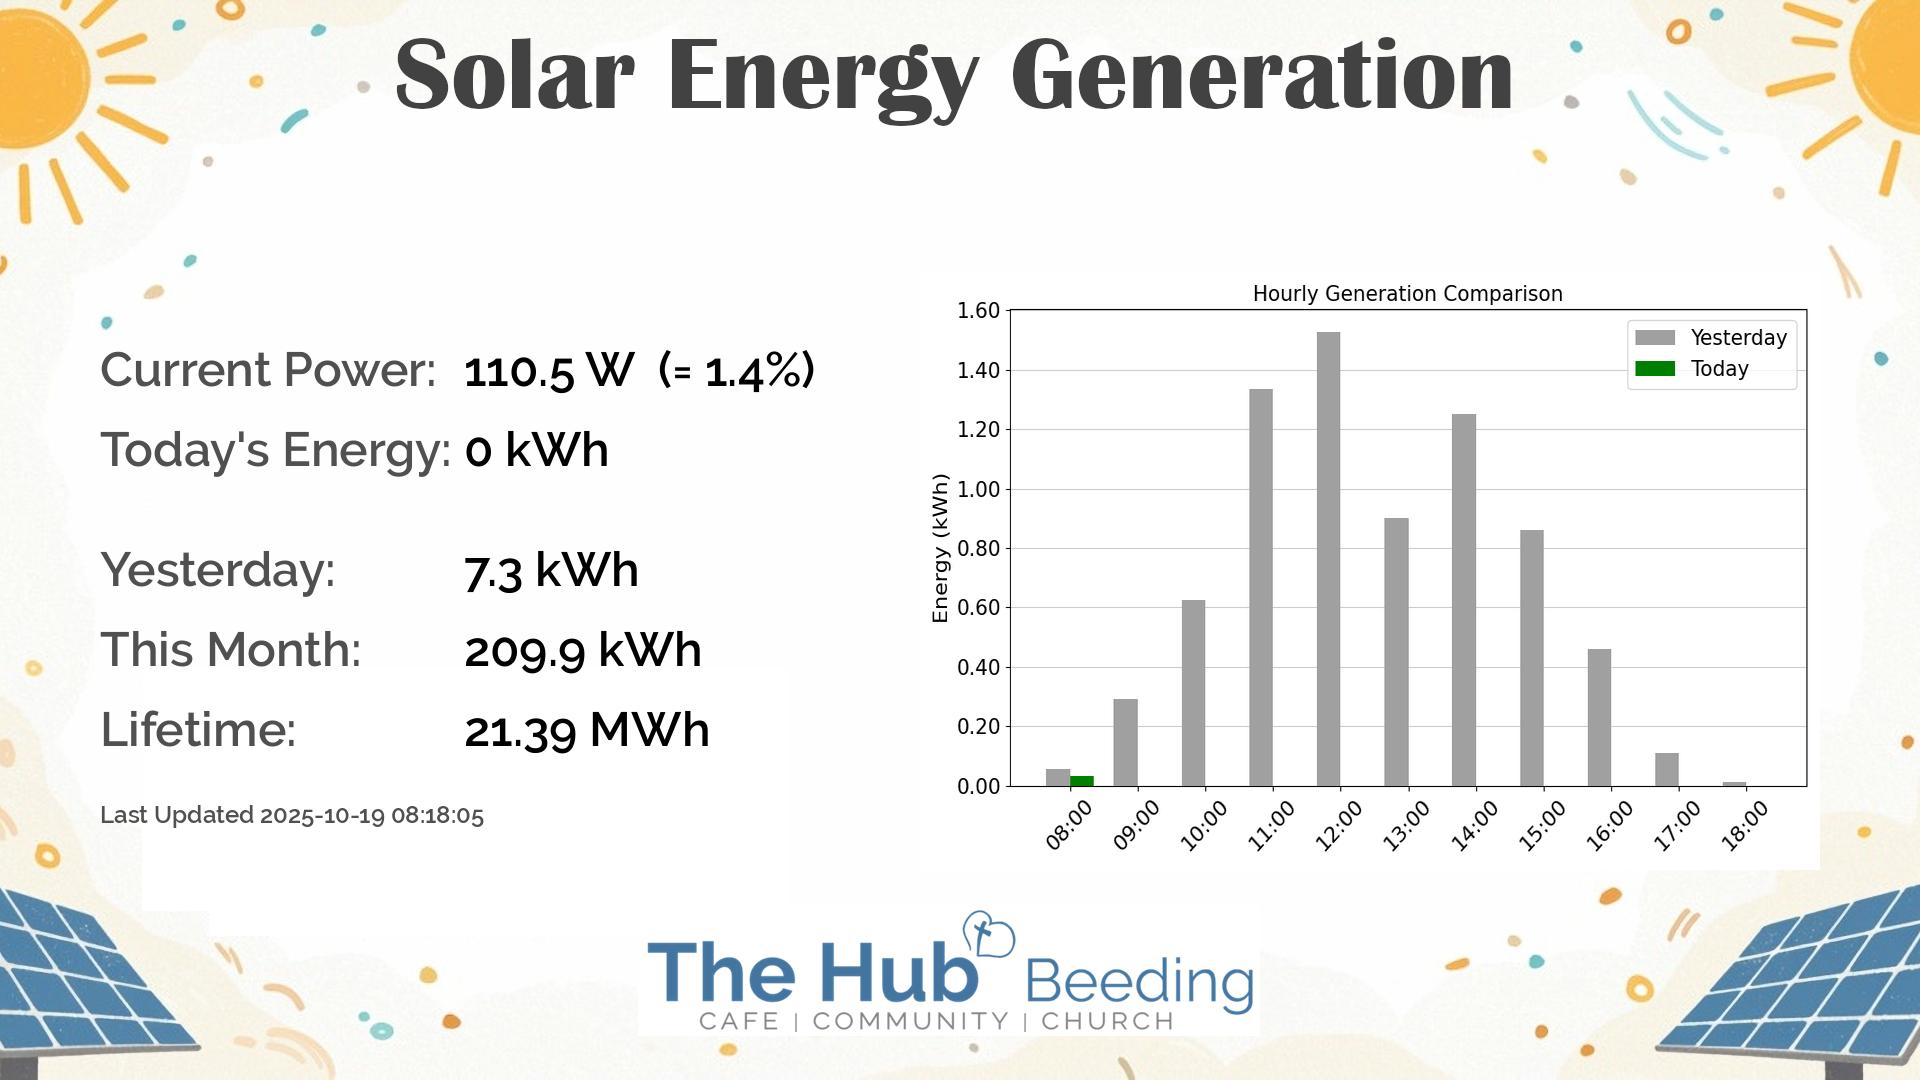 Solar Energy Generation
Current Power: 110.5 W (= 1.4%)
Today's Energy: 0 kWh
Yesterday: 7.3 kWh
This Month: 209.9 kWh
Lifetime: 21.39 MWh
Last Updated 2025-10-19 08:18:05
Hourly Generation Comparison
Yesterday
Today
Energy (kWh)
1.60
1.40
1.20
1.00
0.80
0.60
0.40
0.20
0.00
08:00 09:00 10:00 11:00 12:00 13:00 14:00 15:00 16:00 17:00 18:00
The Hub Beeding
CAFE | COMMUNITY | CHURCH